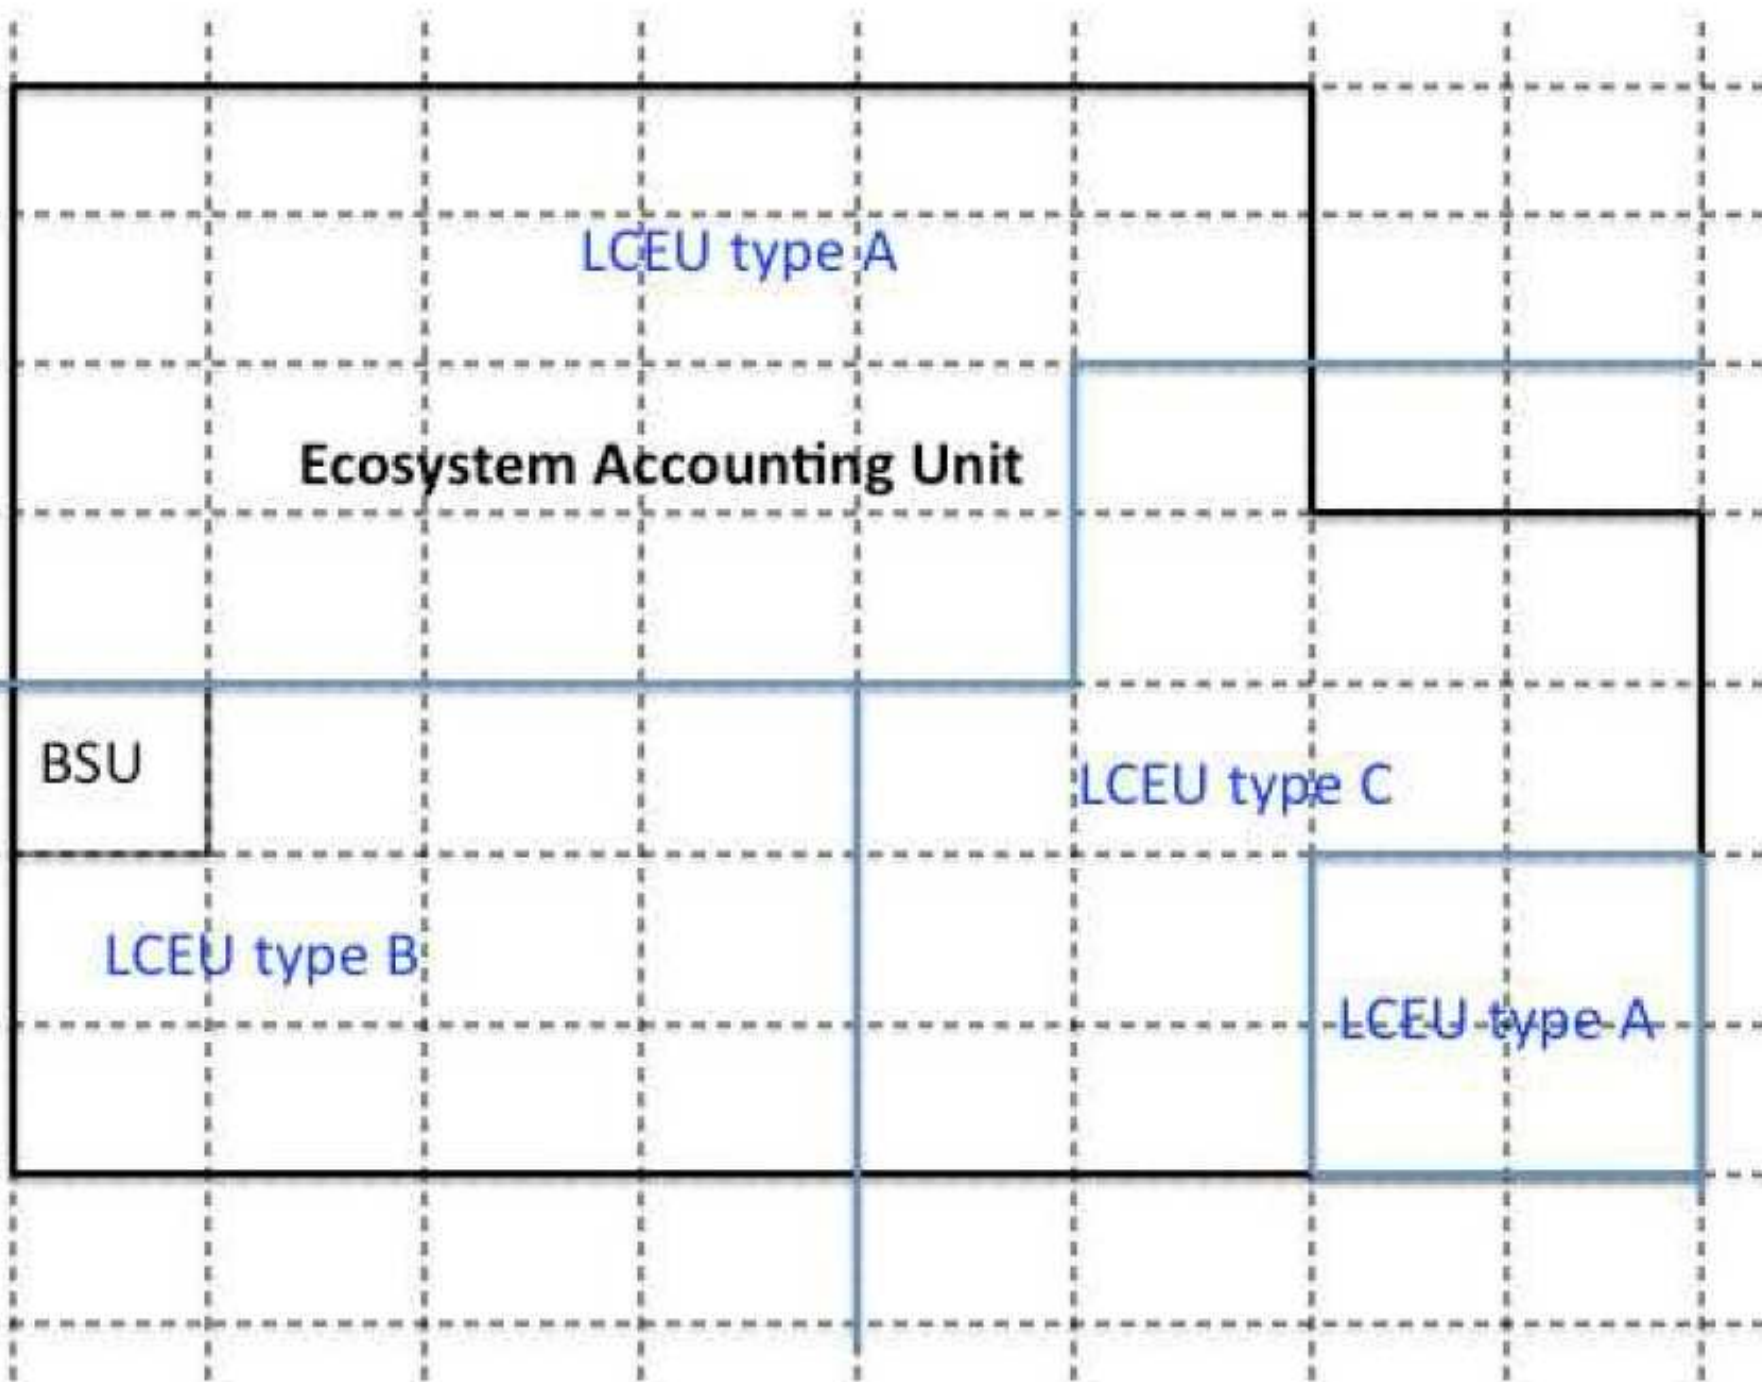 LCEU type A
Ecosystem Accounting Unit
BSU
LCEU type C
LCEU type B
LCEU type A